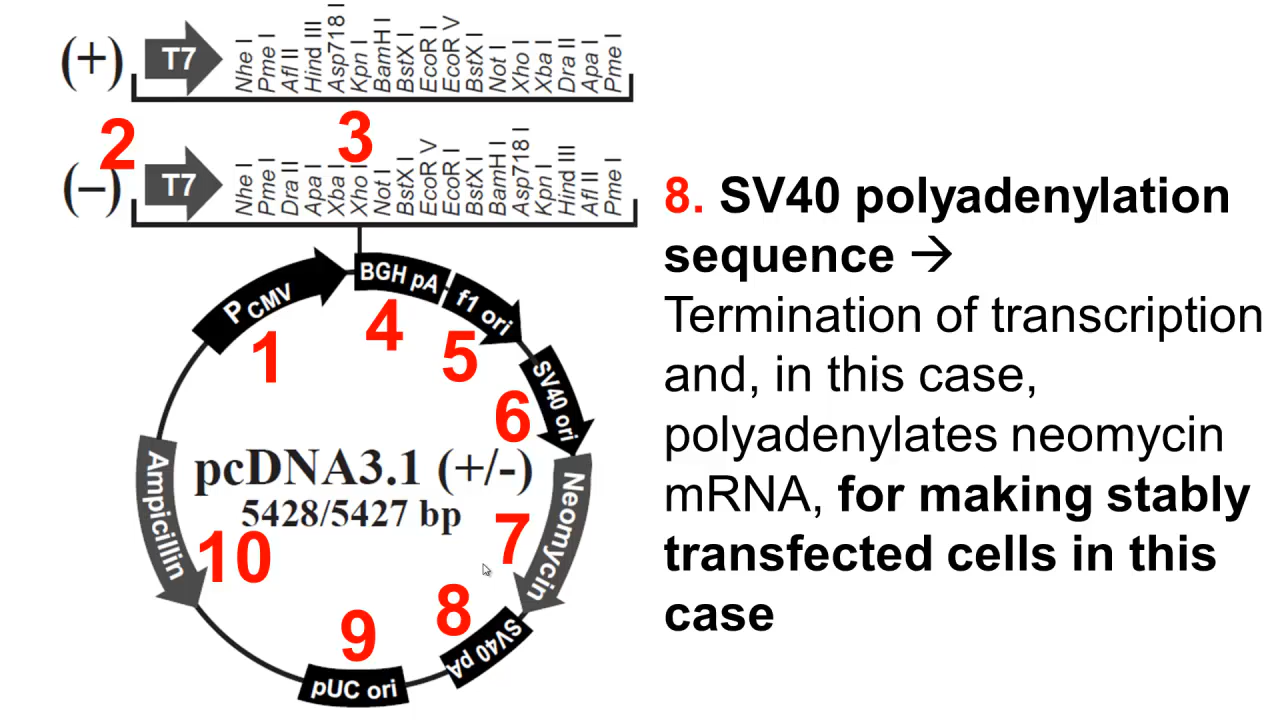 (+) T7 Nhe I Pme I Afl II Hind III Asp718 I Kpn I BamH I BstX I EcoR I EcoR V BstX I Not I Xho I Xba I Dra II Apa I Pme I
2
3
(–) T7 Nhe I Pme I Dra II Apa I Xba I Xho I Not I BstX I EcoR V EcoR I BstX I BamH I Asp718 I Kpn I Hind III Afl II Pme I
PCMV
BGH pA
f1 ori
SV40 ori
Neomycin
SV40 pA
pUC ori
Ampicillin
1
4
5
6
7
8
9
10
pcDNA3.1 (+/-)
5428/5427 bp
8. SV40 polyadenylation
sequence →
Termination of transcription
and, in this case,
polyadenylates neomycin
mRNA, for making stably
transfected cells in this
case